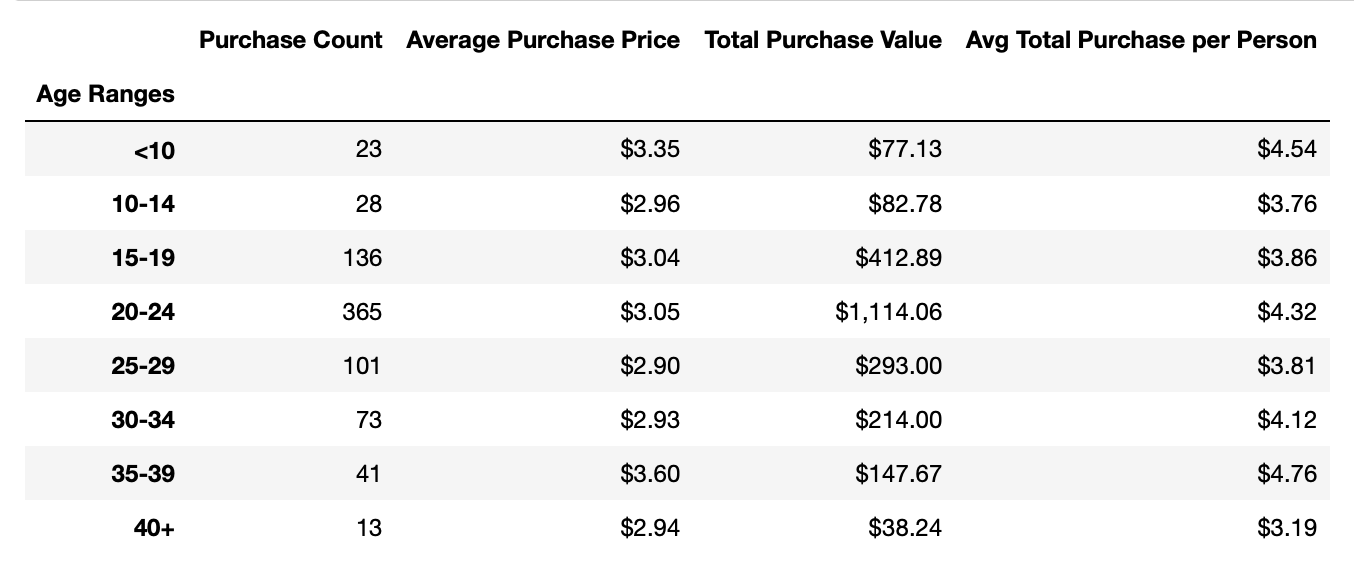 Purchase Count Average Purchase Price Total Purchase Value Avg Total Purchase per Person
Age Ranges
<10 23 $3.35 $77.13 $4.54
10-14 28 $2.96 $82.78 $3.76
15-19 136 $3.04 $412.89 $3.86
20-24 365 $3.05 $1,114.06 $4.32
25-29 101 $2.90 $293.00 $3.81
30-34 73 $2.93 $214.00 $4.12
35-39 41 $3.60 $147.67 $4.76
40+ 13 $2.94 $38.24 $3.19